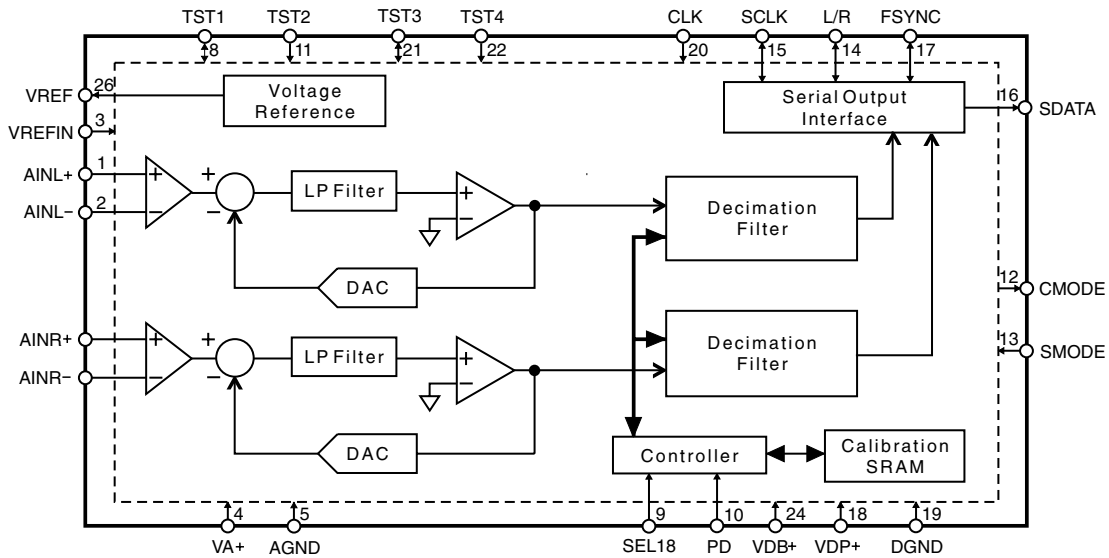 TST1 TST2 TST3 TST4 CLK SCLK L/R FSYNC
8 11 21 22 20 15 14 17
VREF 26 Voltage Reference
Serial Output Interface 16 SDATA
VREFIN 3
AINL+ 1
AINL− 2
+ − + − LP Filter + − Decimation Filter
DAC
12 CMODE
AINR+
AINR−
+ − + − LP Filter + − Decimation Filter
13 SMODE
DAC
Controller Calibration SRAM
4 5 9 10 24 18 19
VA+ AGND SEL18 PD VDB+ VDP+ DGND